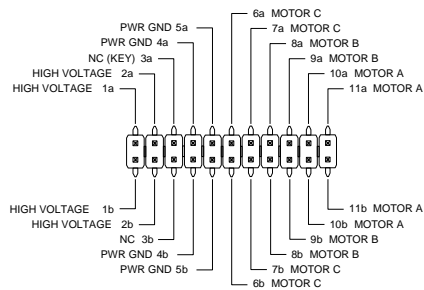 6a MOTOR C
PWR GND 5a
7a MOTOR C
PWR GND 4a
8a MOTOR B
NC (KEY) 3a
9a MOTOR B
HIGH VOLTAGE 2a
10a MOTOR A
HIGH VOLTAGE 1a
11a MOTOR A
HIGH VOLTAGE 1b
11b MOTOR A
HIGH VOLTAGE 2b
10b MOTOR A
NC 3b
9b MOTOR B
PWR GND 4b
8b MOTOR B
PWR GND 5b
7b MOTOR C
6b MOTOR C